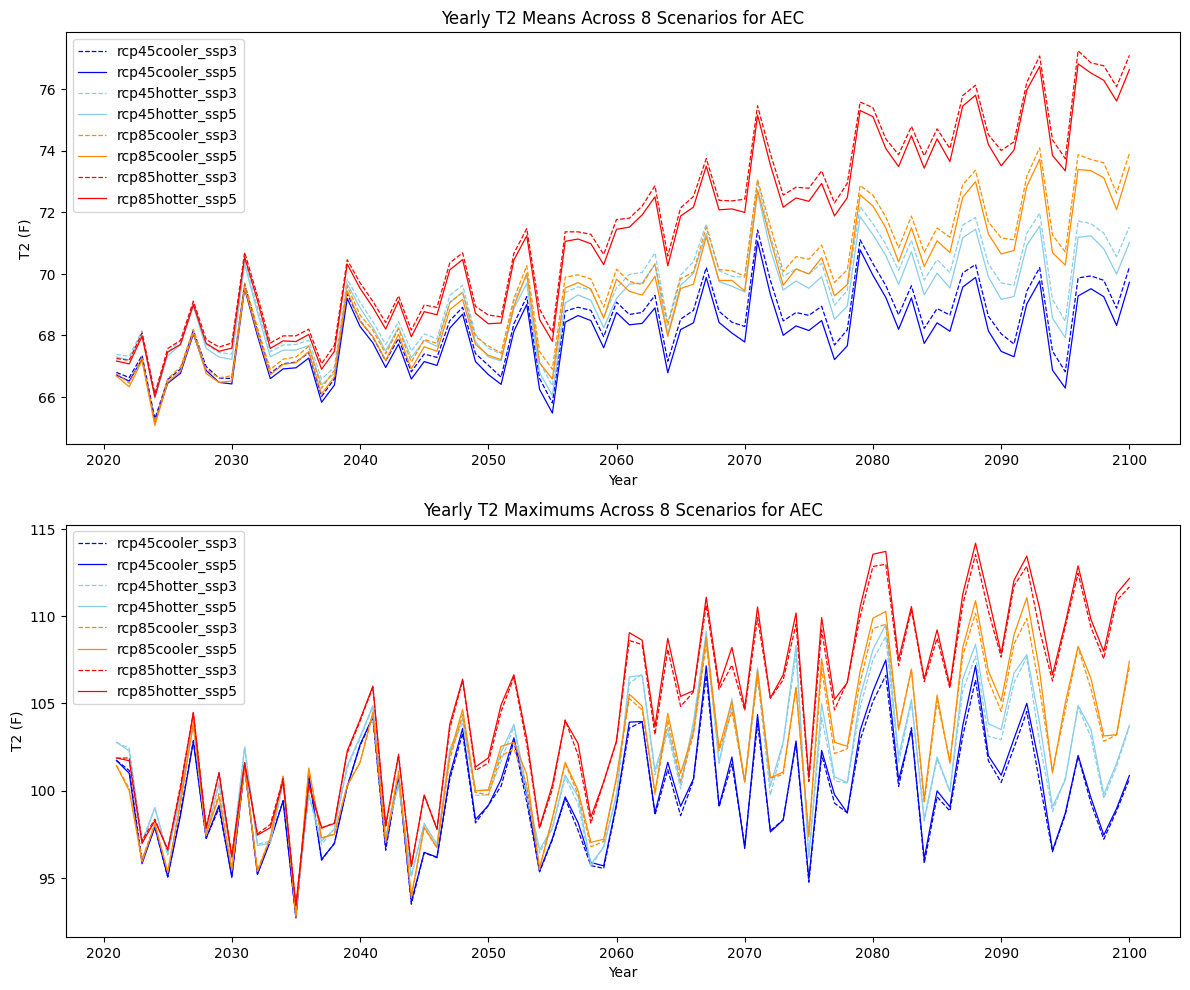 Yearly T2 Means Across 8 Scenarios for AEC
rcp45cooler_ssp3
rcp45cooler_ssp5
rcp45hotter_ssp3
rcp45hotter_ssp5
rcp85cooler_ssp3
rcp85cooler_ssp5
rcp85hotter_ssp3
rcp85hotter_ssp5
76
74
72
70
68
66
T2 (F)
2020 2030 2040 2050 2060 2070 2080 2090 2100
Year
Yearly T2 Maximums Across 8 Scenarios for AEC
rcp45cooler_ssp3
rcp45cooler_ssp5
rcp45hotter_ssp3
rcp45hotter_ssp5
rcp85cooler_ssp3
rcp85cooler_ssp5
rcp85hotter_ssp3
rcp85hotter_ssp5
115
110
105
100
95
T2 (F)
2020 2030 2040 2050 2060 2070 2080 2090 2100
Year